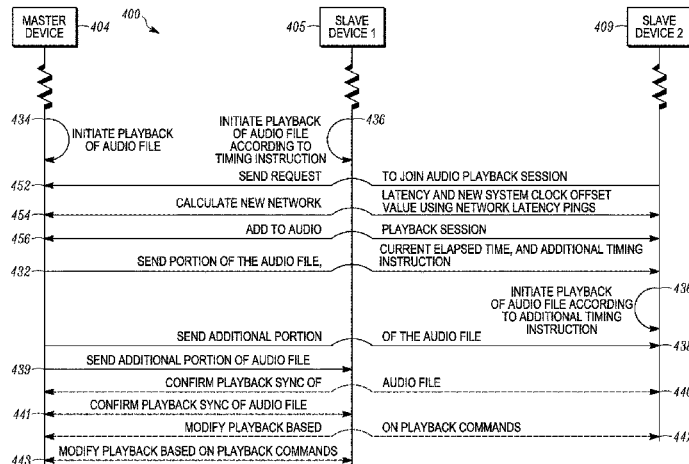 MASTER
DEVICE
404
400
SLAVE
DEVICE 1
405
SLAVE
DEVICE 2
409
434
INITIATE PLAYBACK
OF AUDIO FILE
INITIATE PLAYBACK
OF AUDIO FILE
ACCORDING TO
TIMING INSTRUCTION
436
SEND REQUEST TO JOIN AUDIO PLAYBACK SESSION
452
CALCULATE NEW NETWORK LATENCY AND NEW SYSTEM CLOCK OFFSET
VALUE USING NETWORK LATENCY PINGS
454
ADD TO AUDIO PLAYBACK SESSION
456
SEND PORTION OF THE AUDIO FILE, CURRENT ELAPSED TIME, AND ADDITIONAL TIMING
INSTRUCTION
432
INITIATE PLAYBACK
OF AUDIO FILE ACCORDING
TO ADDITIONAL TIMING
INSTRUCTION
436
SEND ADDITIONAL PORTION OF THE AUDIO FILE
438
SEND ADDITIONAL PORTION OF AUDIO FILE
439
CONFIRM PLAYBACK SYNC OF AUDIO FILE
440
CONFIRM PLAYBACK SYNC OF AUDIO FILE
441
MODIFY PLAYBACK BASED ON PLAYBACK COMMANDS
442
MODIFY PLAYBACK BASED ON PLAYBACK COMMANDS
443